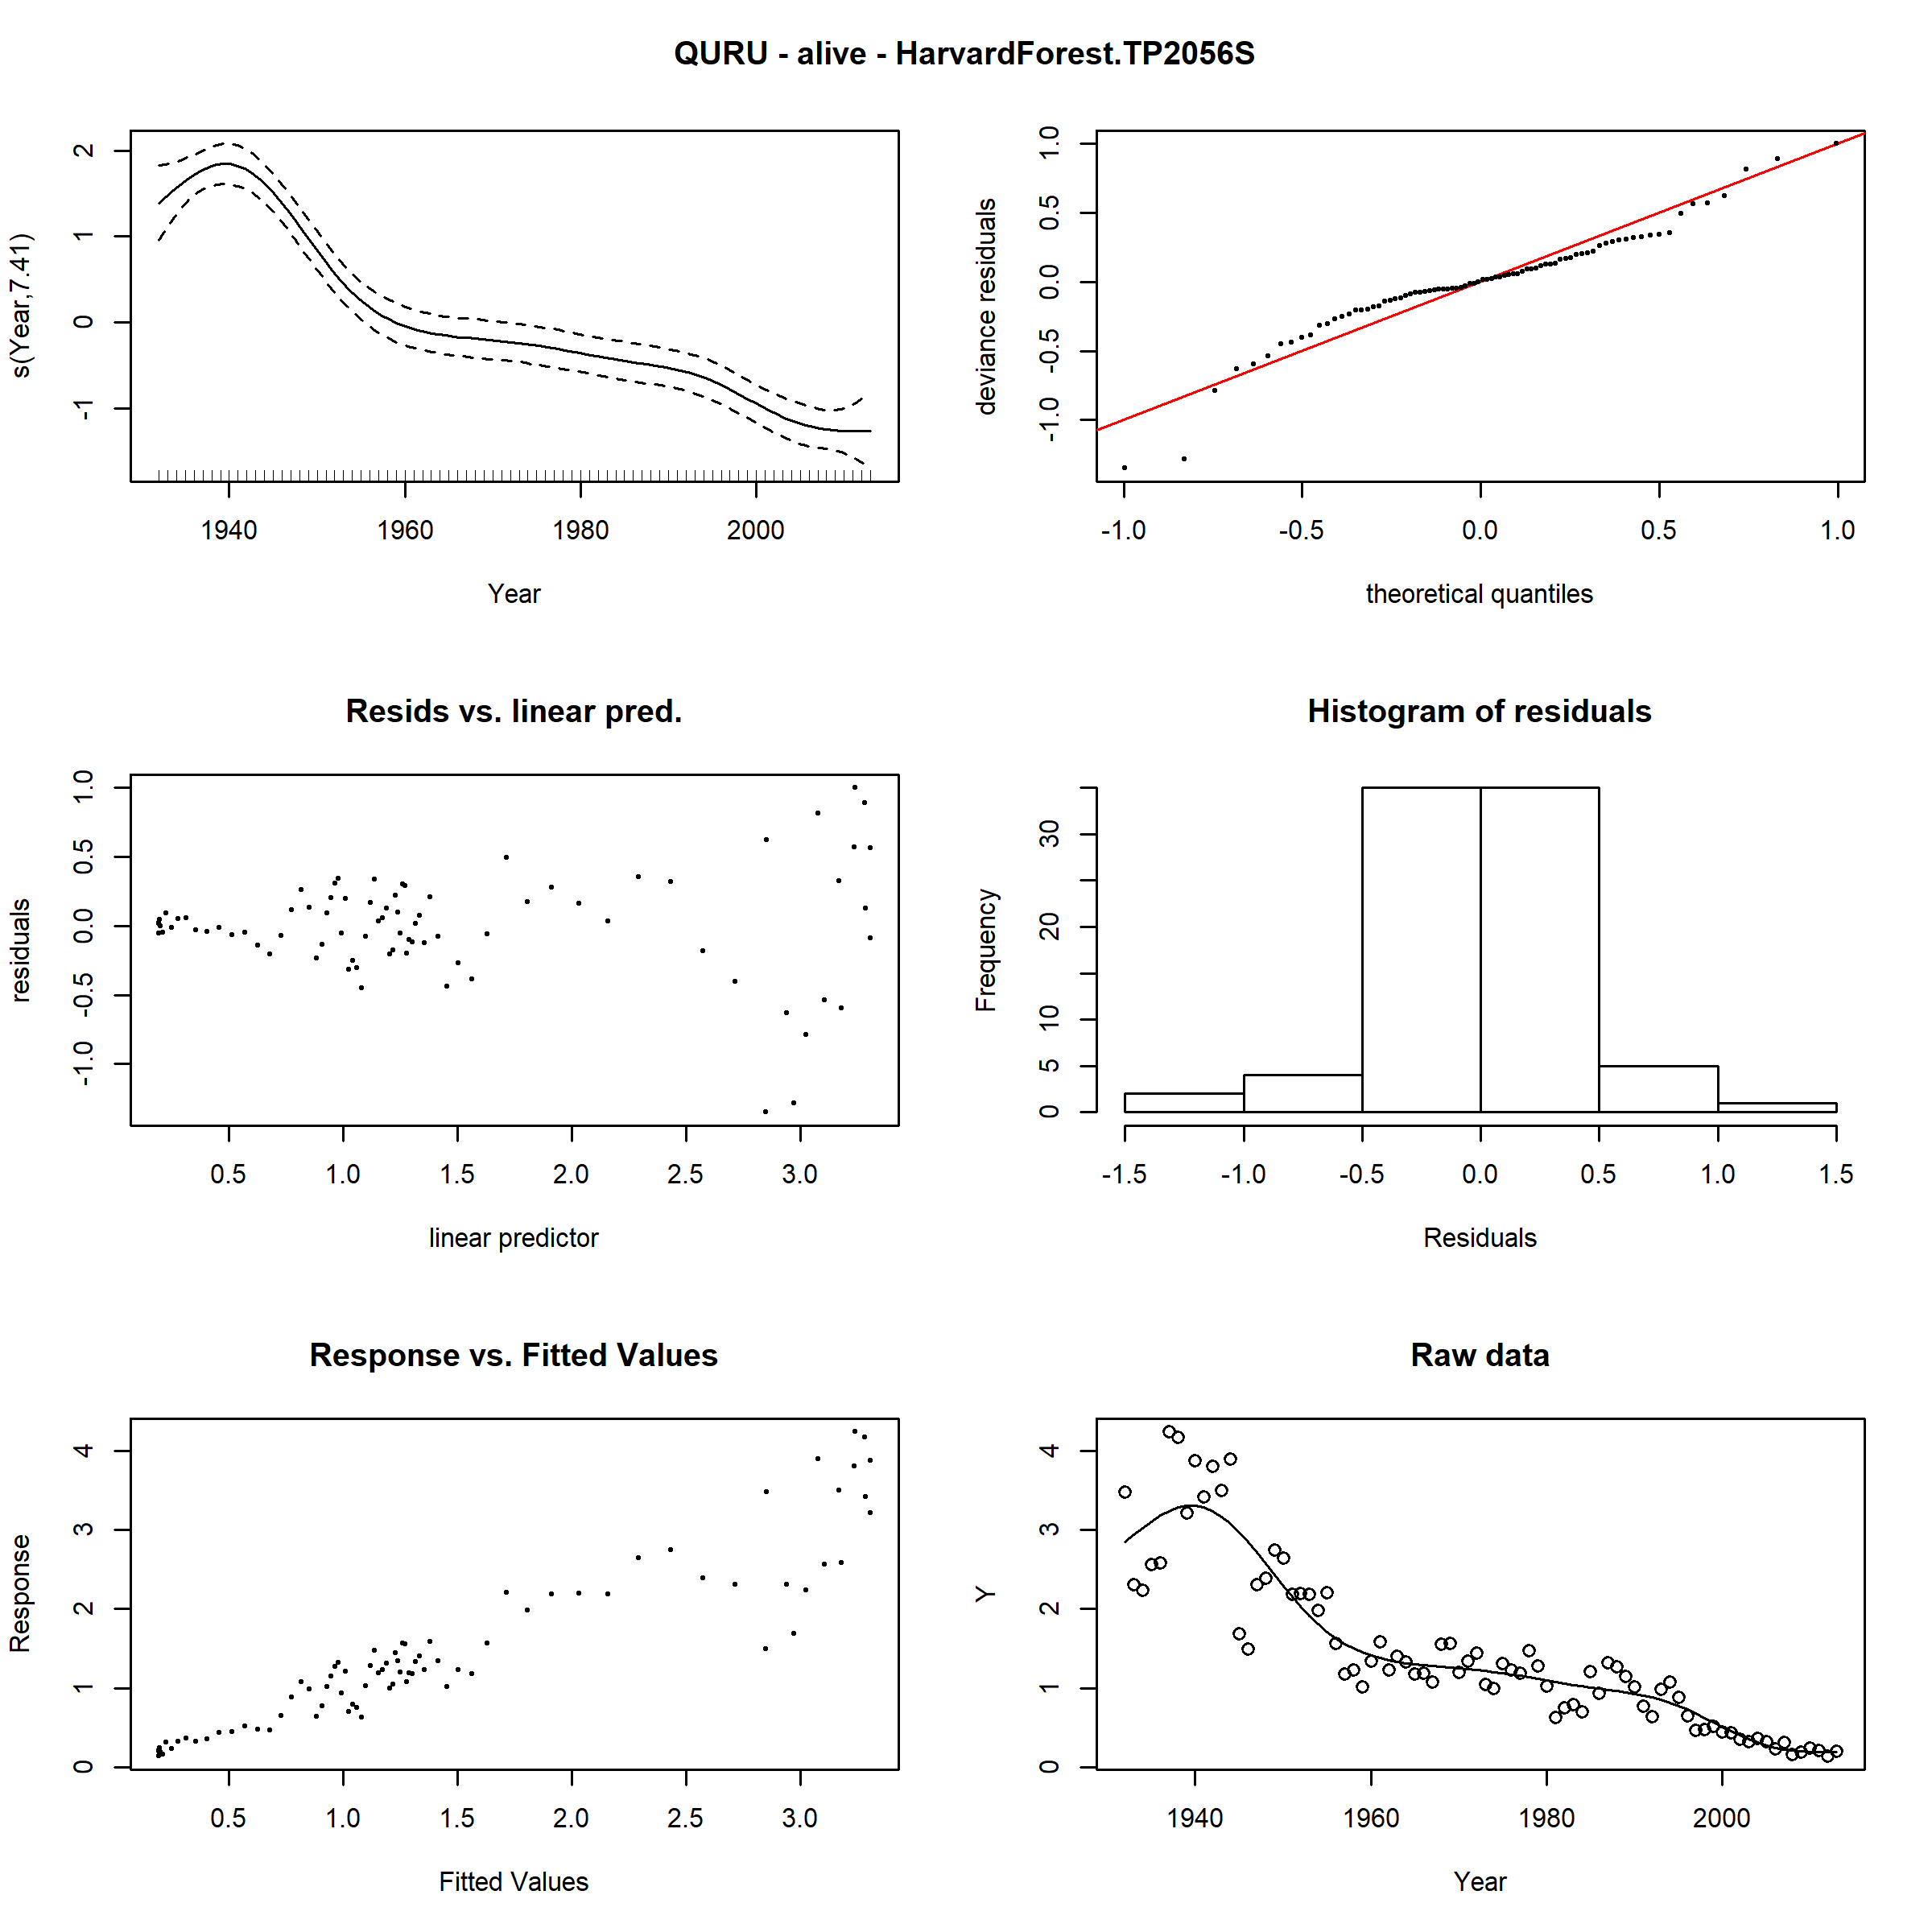 QURU - alive - HarvardForest.TP2056S
s(Year,7.41)
2
1
0
-1
1940 1960 1980 2000
Year
deviance residuals
1.0
0.5
0.0
-0.5
-1.0
-1.0 -0.5 0.0 0.5 1.0
theoretical quantiles
Resids vs. linear pred.
residuals
1.0
0.5
0.0
-0.5
-1.0
0.5 1.0 1.5 2.0 2.5 3.0
linear predictor
Histogram of residuals
Frequency
30
20
10
5
0
-1.5 -1.0 -0.5 0.0 0.5 1.0 1.5
Residuals
Response vs. Fitted Values
Response
4
3
2
1
0
0.5 1.0 1.5 2.0 2.5 3.0
Fitted Values
Raw data
Y
4
3
2
1
0
1940 1960 1980 2000
Year